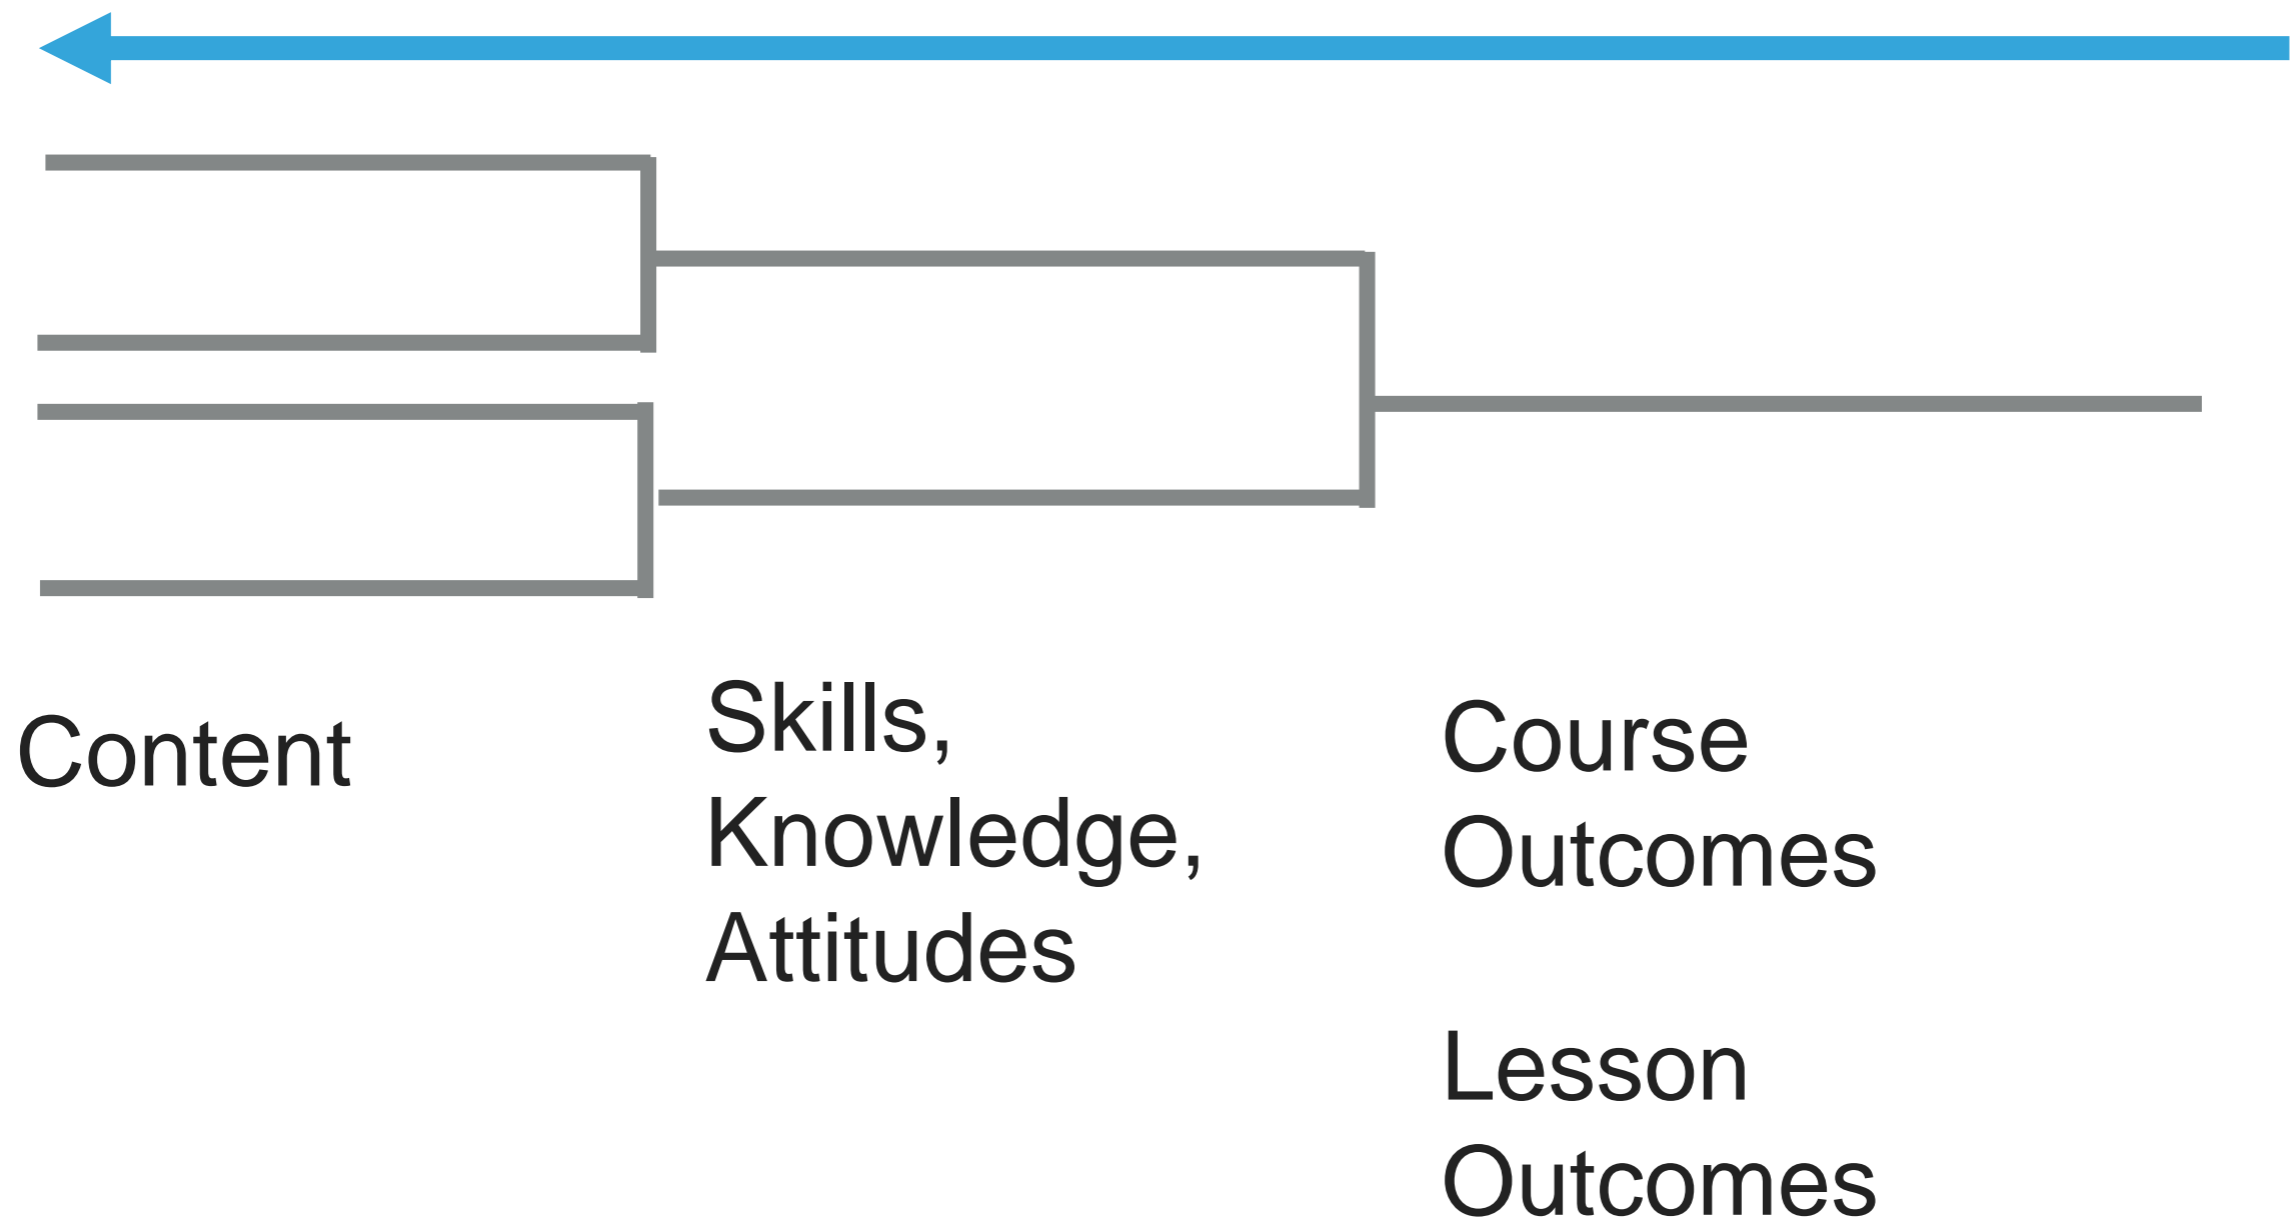 Content
Skills,
Knowledge,
Attitudes
Course
Outcomes
Lesson
Outcomes